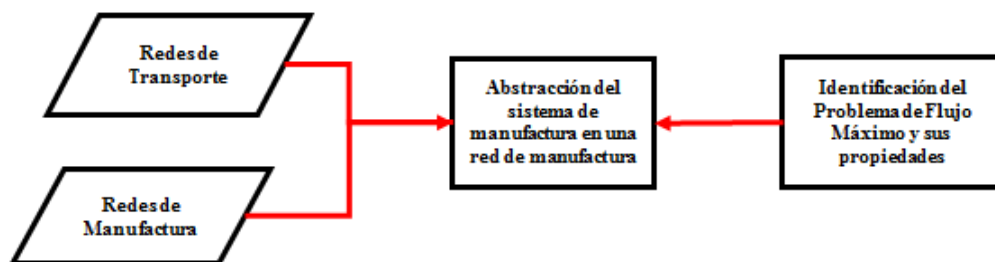 Redes de
Transporte
Redes de
Manufactura
Abstracción del
sistema de
manufactura en una
red de manufactura
Identificación del
Problema de Flujo
Máximo y sus
propiedades